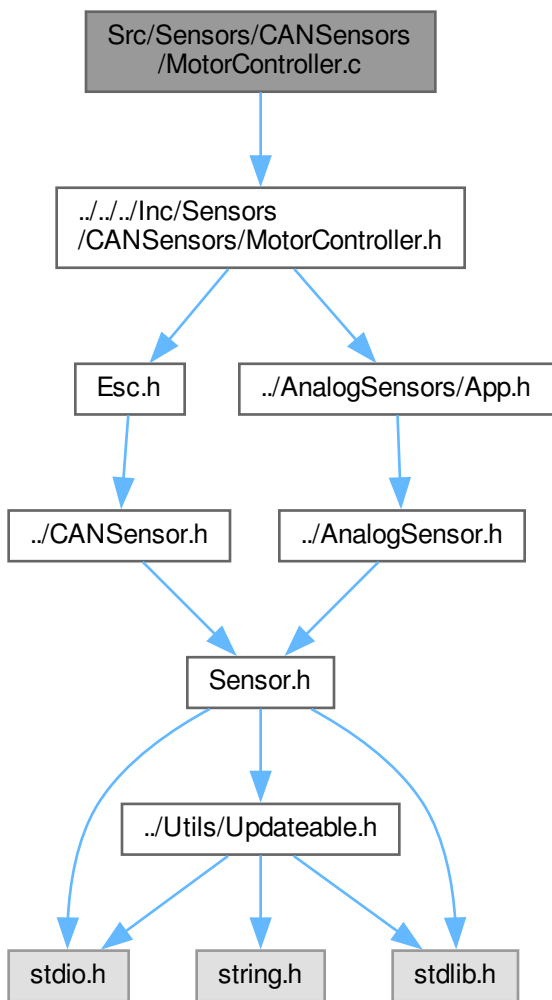 Src/Sensors/CANSensors
/MotorController.c
../../../Inc/Sensors
/CANSensors/MotorController.h
Esc.h
../AnalogSensors/App.h
../CANSensor.h
../AnalogSensor.h
Sensor.h
../Utils/Updateable.h
stdio.h
string.h
stdlib.h